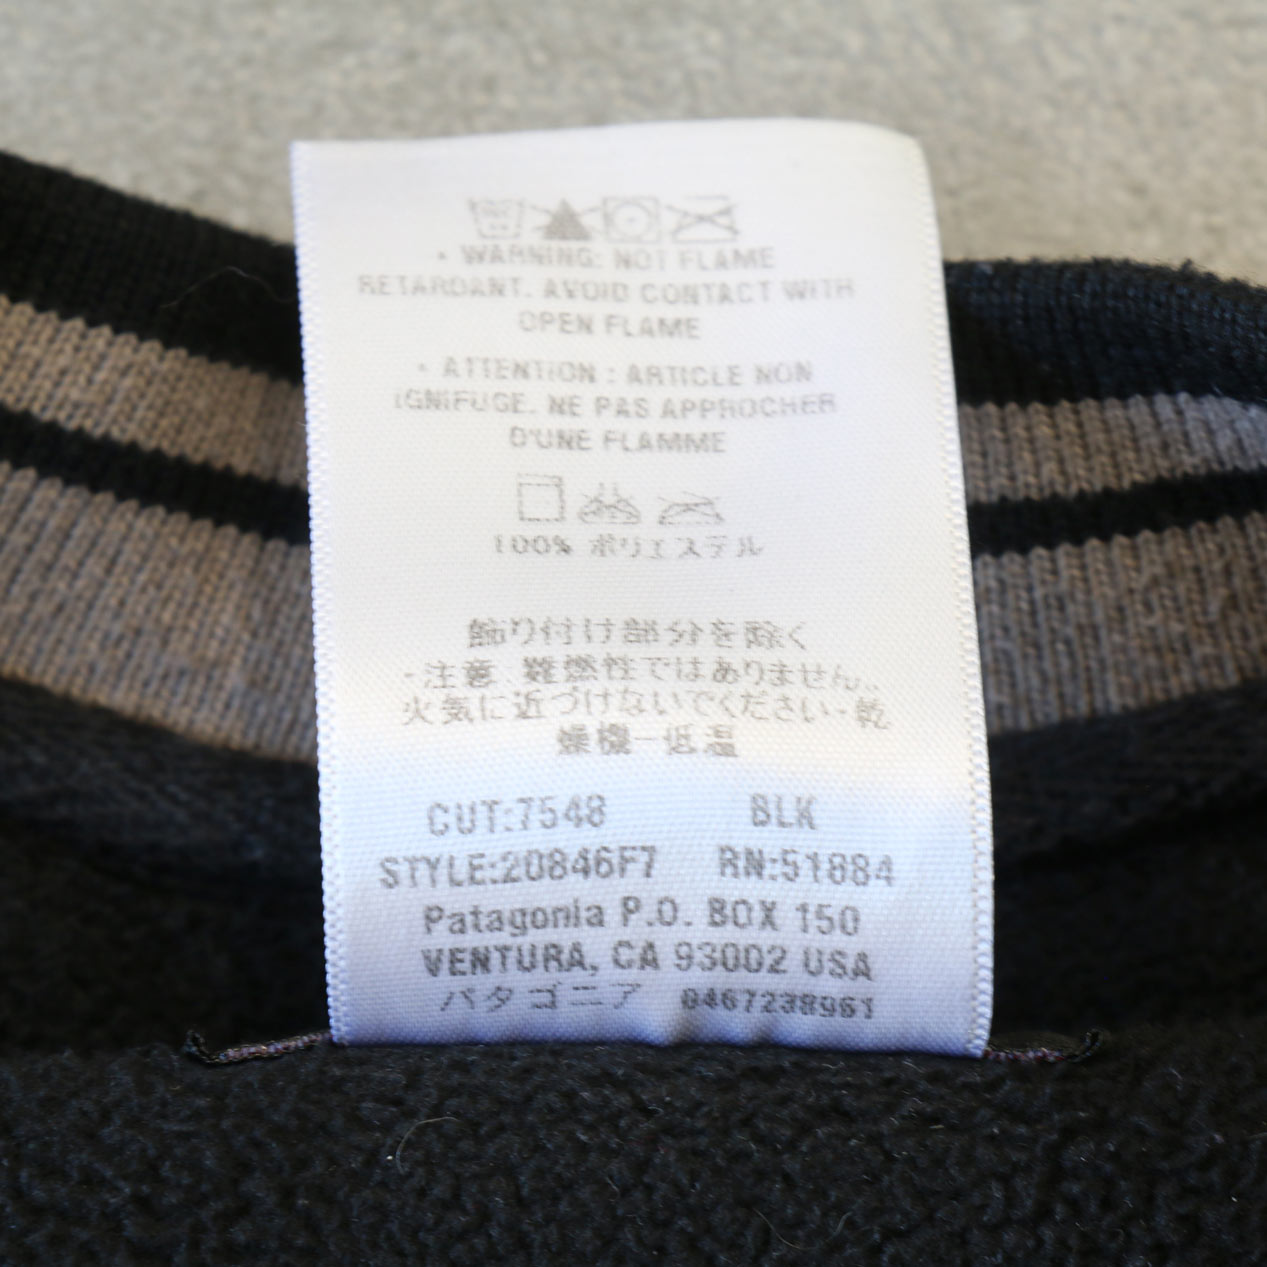 • WARNING: NOT FLAME
RETARDANT. AVOID CONTACT WITH
OPEN FLAME
• ATTENTION : ARTICLE NON
IGNIFUGE. NE PAS APPROCHER
D'UNE FLAMME
100% ポリエステル
飾り付け部分を除く
・注意 難燃性ではありません。.
火気に近づけないでください・乾
燥機ー低温
CUT:7548 BLK
STYLE:20846F7 RN:51884
Patagonia P.O. BOX 150
VENTURA, CA 93002 USA
パタゴニア 0467238961